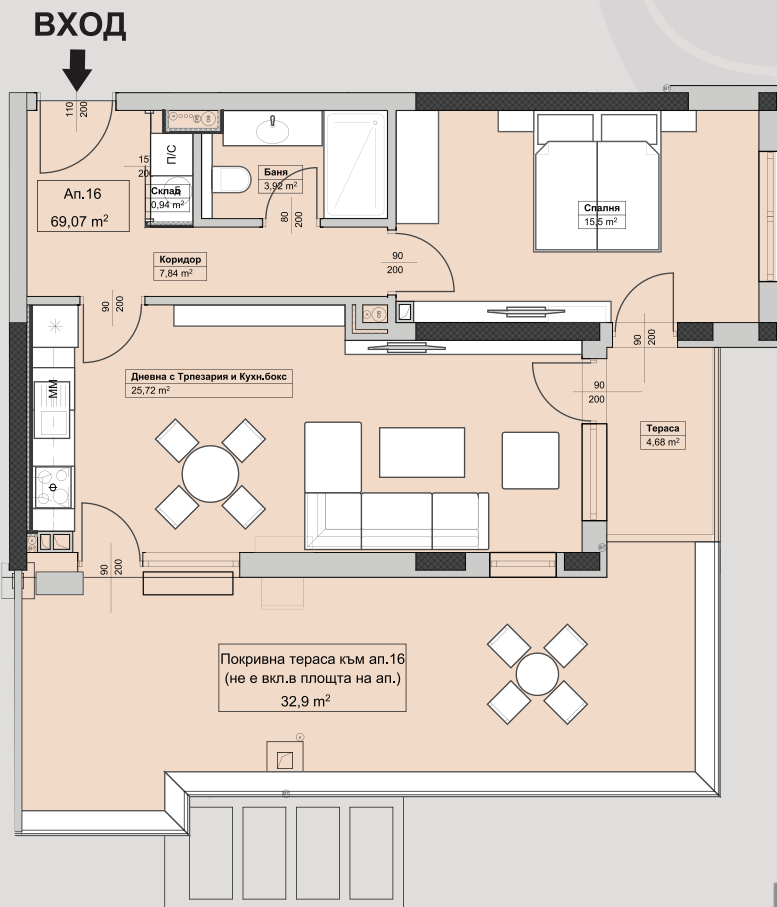 ВХОД
110
200
П/С
15
20
Склад
0,94 m²
Ап.16
69,07 m²
Баня
3,92 m²
80
200
Спалня
15,5 m²
Коридор
7,84 m²
90
200
90
200
90
200
Дневна с Трпезария и Кухн.бокс
25,72 m²
ММ
90
200
Тераса
4,68 m²
Ф
90
200
Покривна тераса към ап.16
(не е вкл.в площта на ап.)
32,9 m²